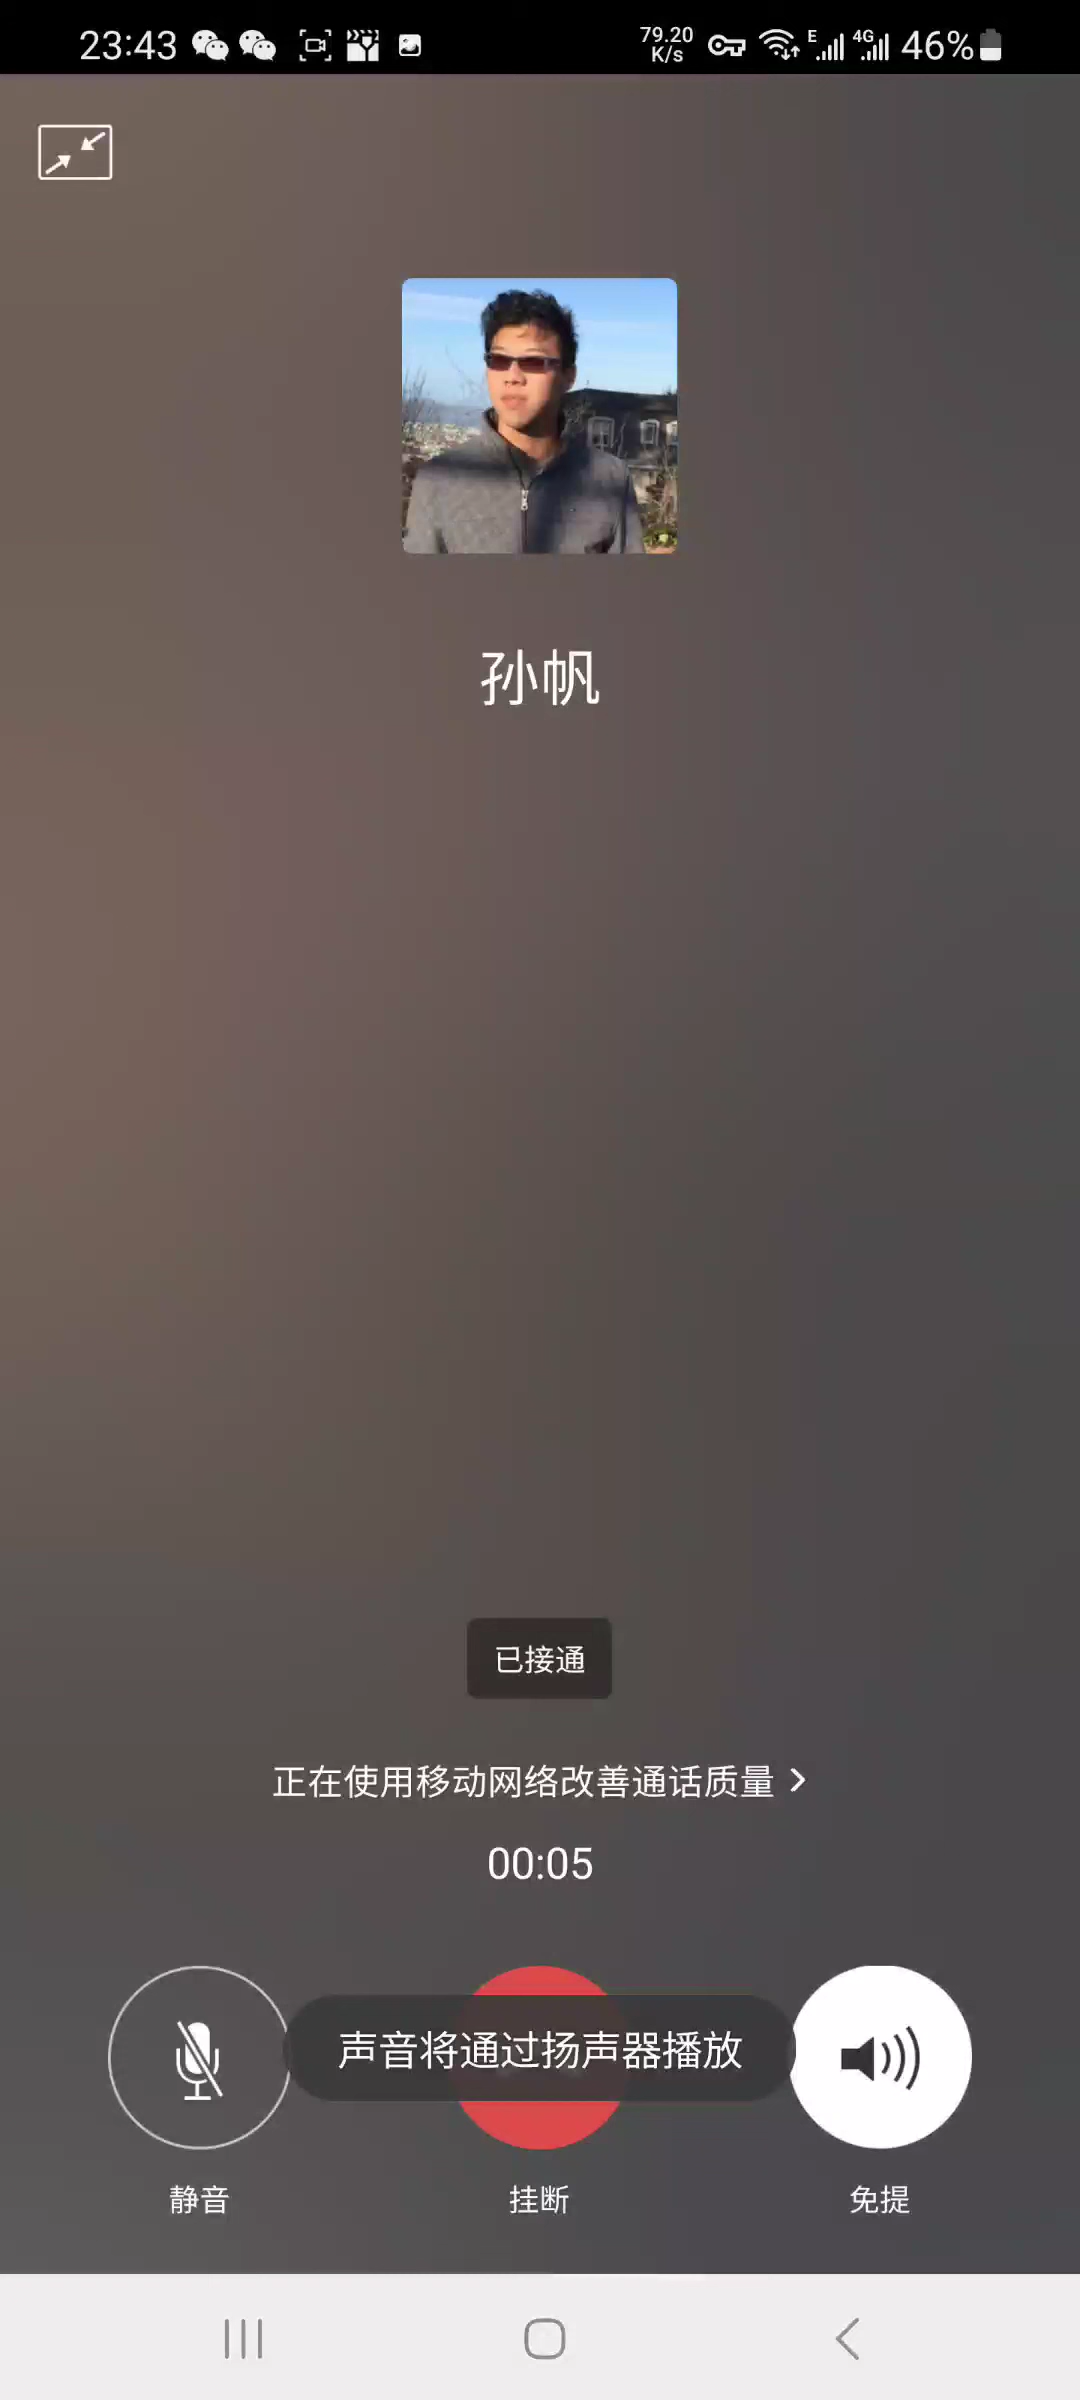 23:43
79.20
K/s
E
4G
46%
孙帆
已接通
正在使用移动网络改善通话质量
00:05
声音将通过扬声器播放
静音
挂断
免提